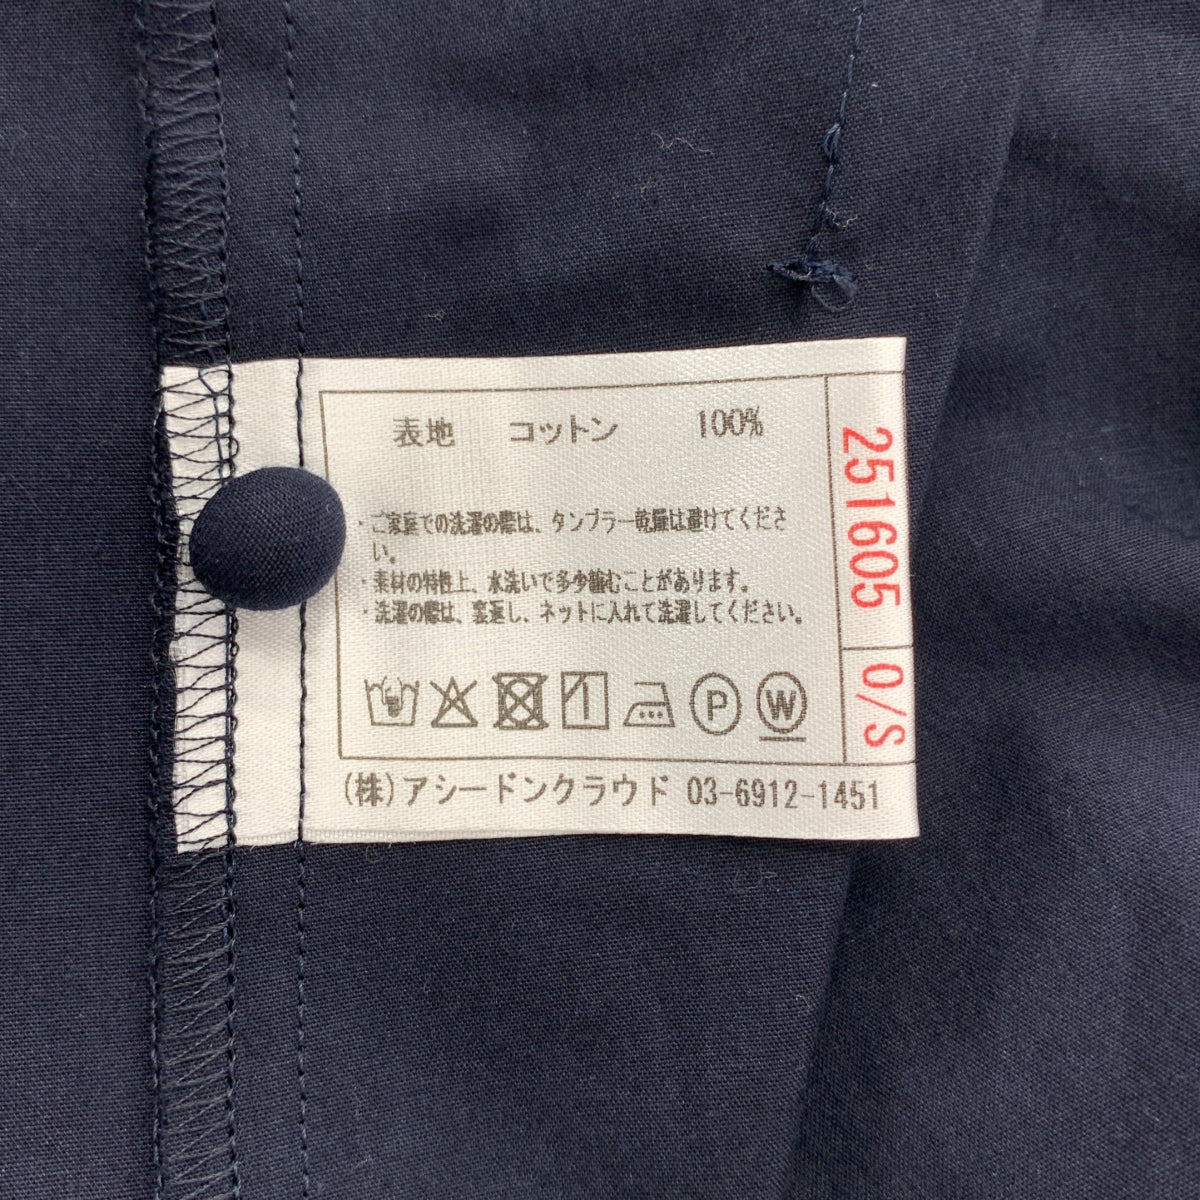 表地 コットン 100%
・ご家庭での洗濯の際は、タンブラー乾燥は避けてくださ
い。
・素材の特性上、水洗いで多少縮むことがあります。
・洗濯の際は、裏返し、ネットに入れて洗濯してください。
P W
(株)アシードンクラウド 03-6912-1451
251605 O/S